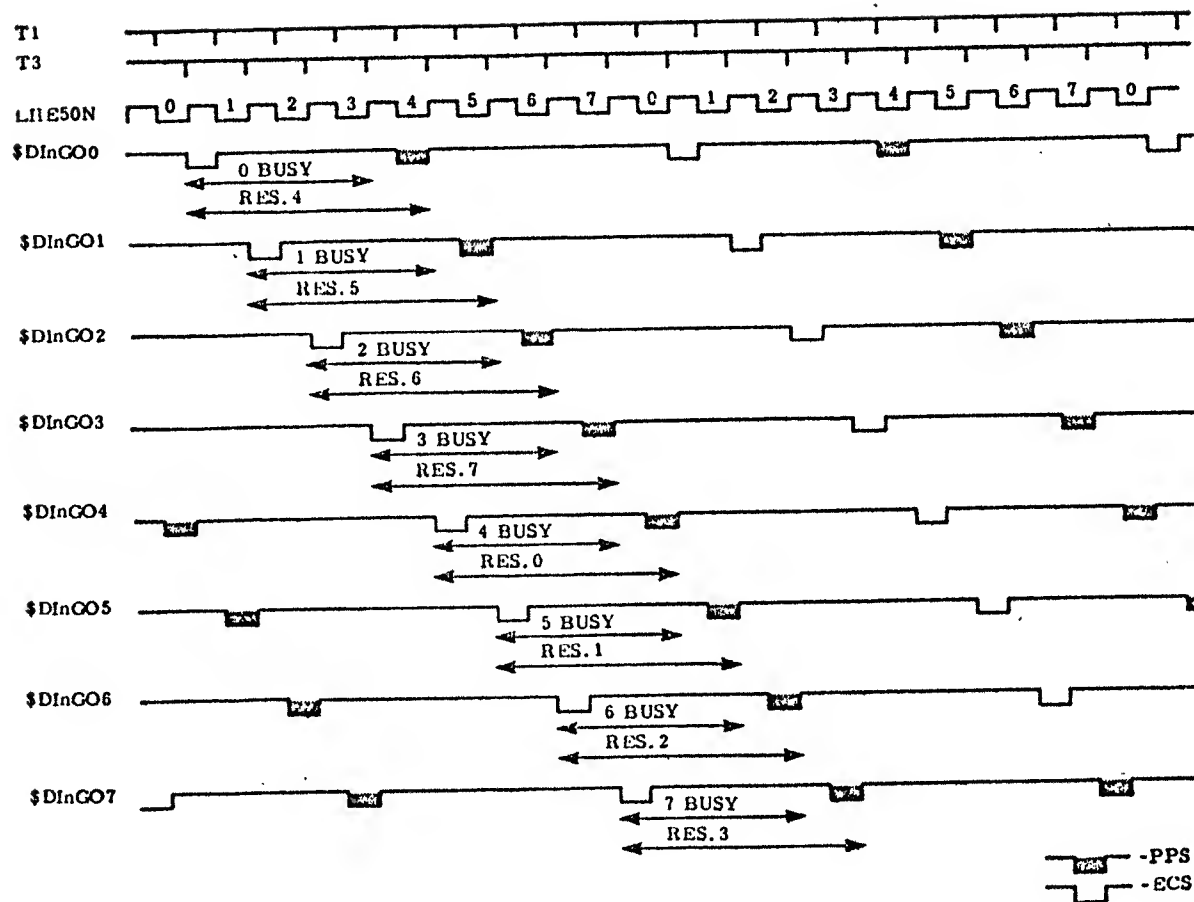 T1
T3
0 1 2 3 4 5 6 7 0 1 2 3 4 5 6 7 0
$DInGO0
0 BUSY
RES.4
$DInGO1
1 BUSY
RES.5
$DInGO2
2 BUSY
RES.6
$DInGO3
3 BUSY
RES.7
$DInGO4
4 BUSY
RES.0
$DInGO5
5 BUSY
RES.1
$DInGO6
6 BUSY
RES.2
$DInGO7
7 BUSY
RES.3
-PPS
-ECS